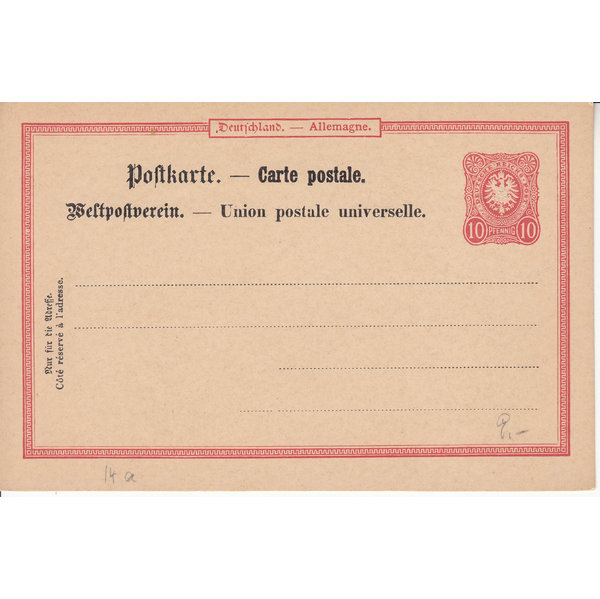 Deutschland. — Allemagne.
Postkarte. — Carte postale.
Weltpostverein. — Union postale universelle.
10 PFENNIG 10
Nur für die Adresse.
Côté réservé à l'adresse.
14 a